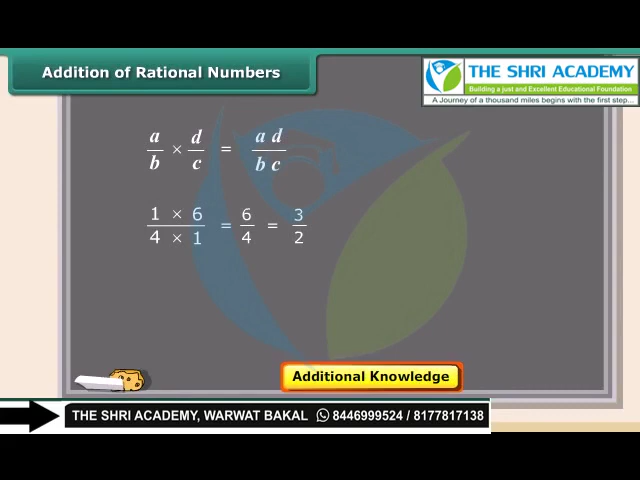 Addition of Rational Numbers
THE SHRI ACADEMY
Building a just and Excellent Educational Foundation
A Journey of a thousand miles begins with the first step...
a/b × d/c = a d/b c
1 × 6/4 × 1 = 6/4 = 3/2
Additional Knowledge
THE SHRI ACADEMY, WARWAT BAKAL 8446999524 / 8177817138